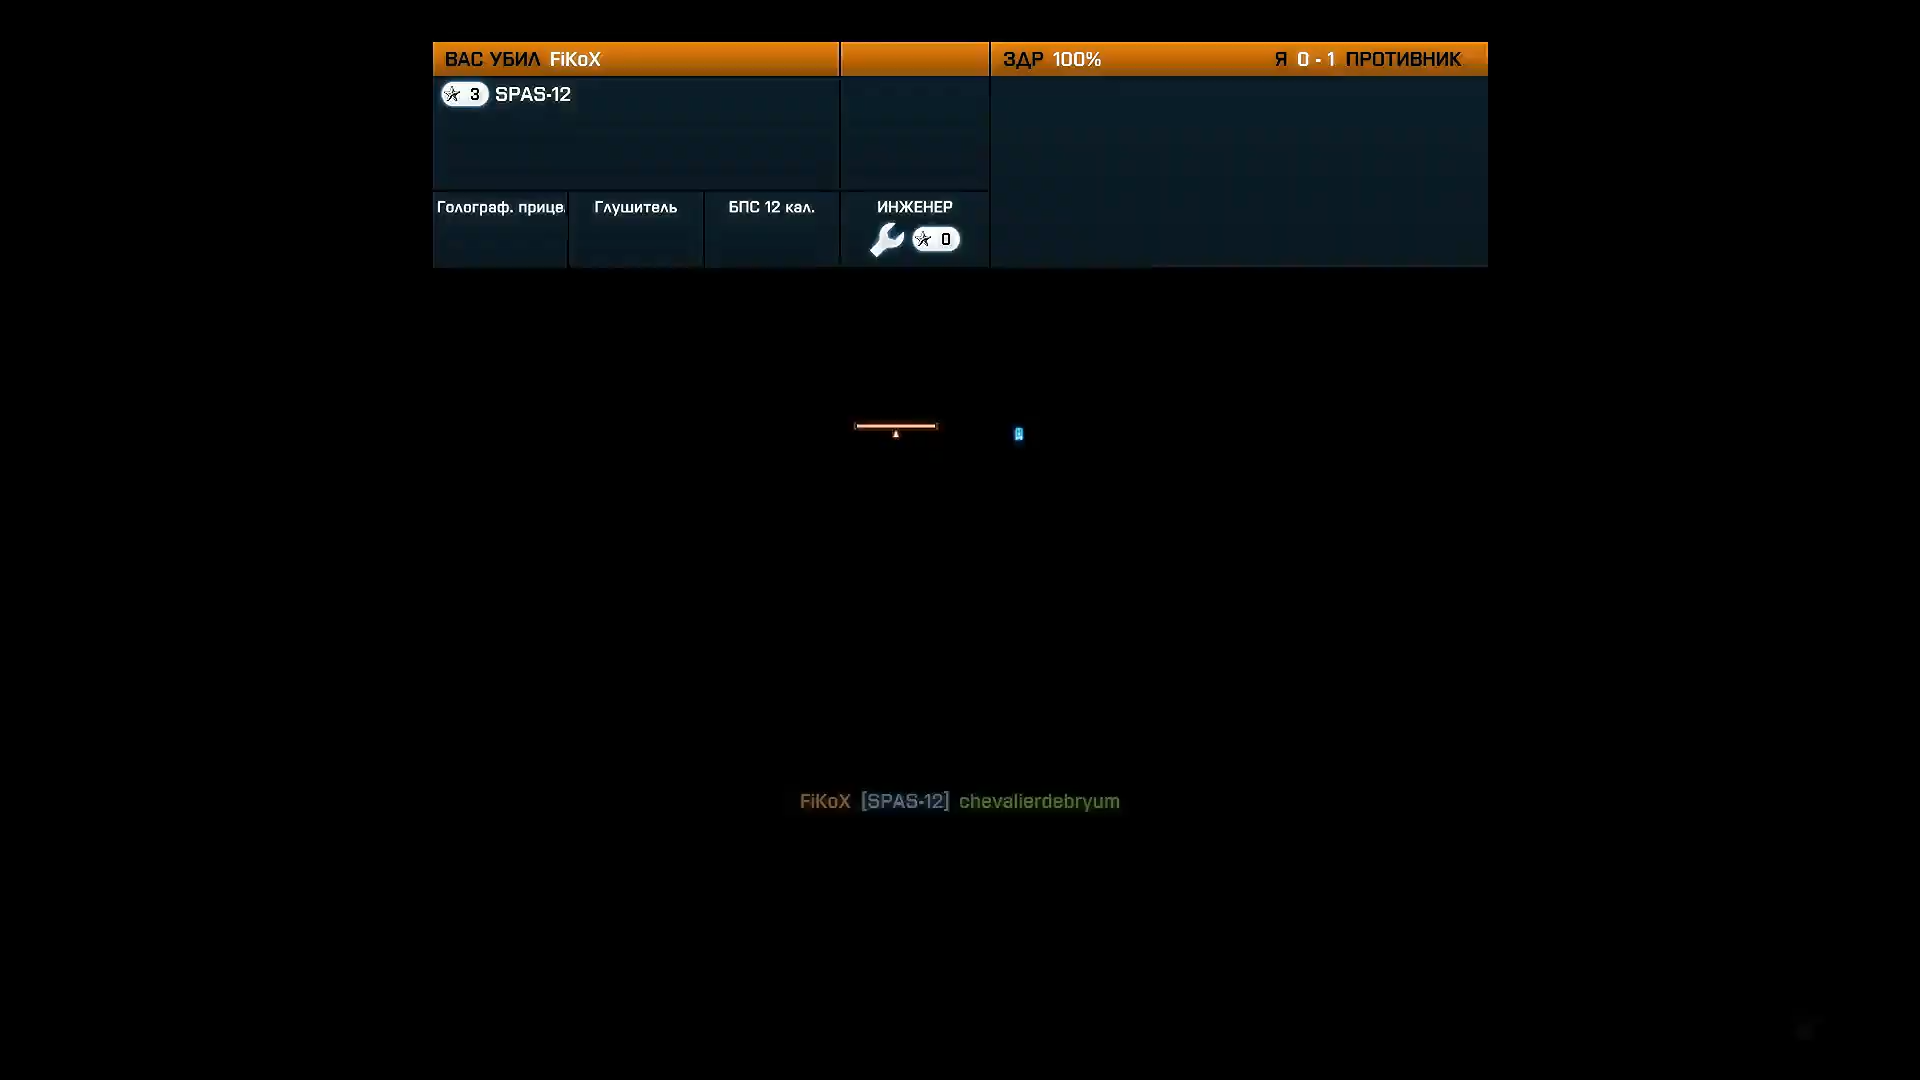 ВАС УБИЛ FiKoX
ЗДР 100% Я 0 - 1 ПРОТИВНИК
3 SPAS-12
Голограф. прице
Глушитель
БПС 12 кал.
ИНЖЕНЕР
0
FiKoX [SPAS-12] chevalierdebryum